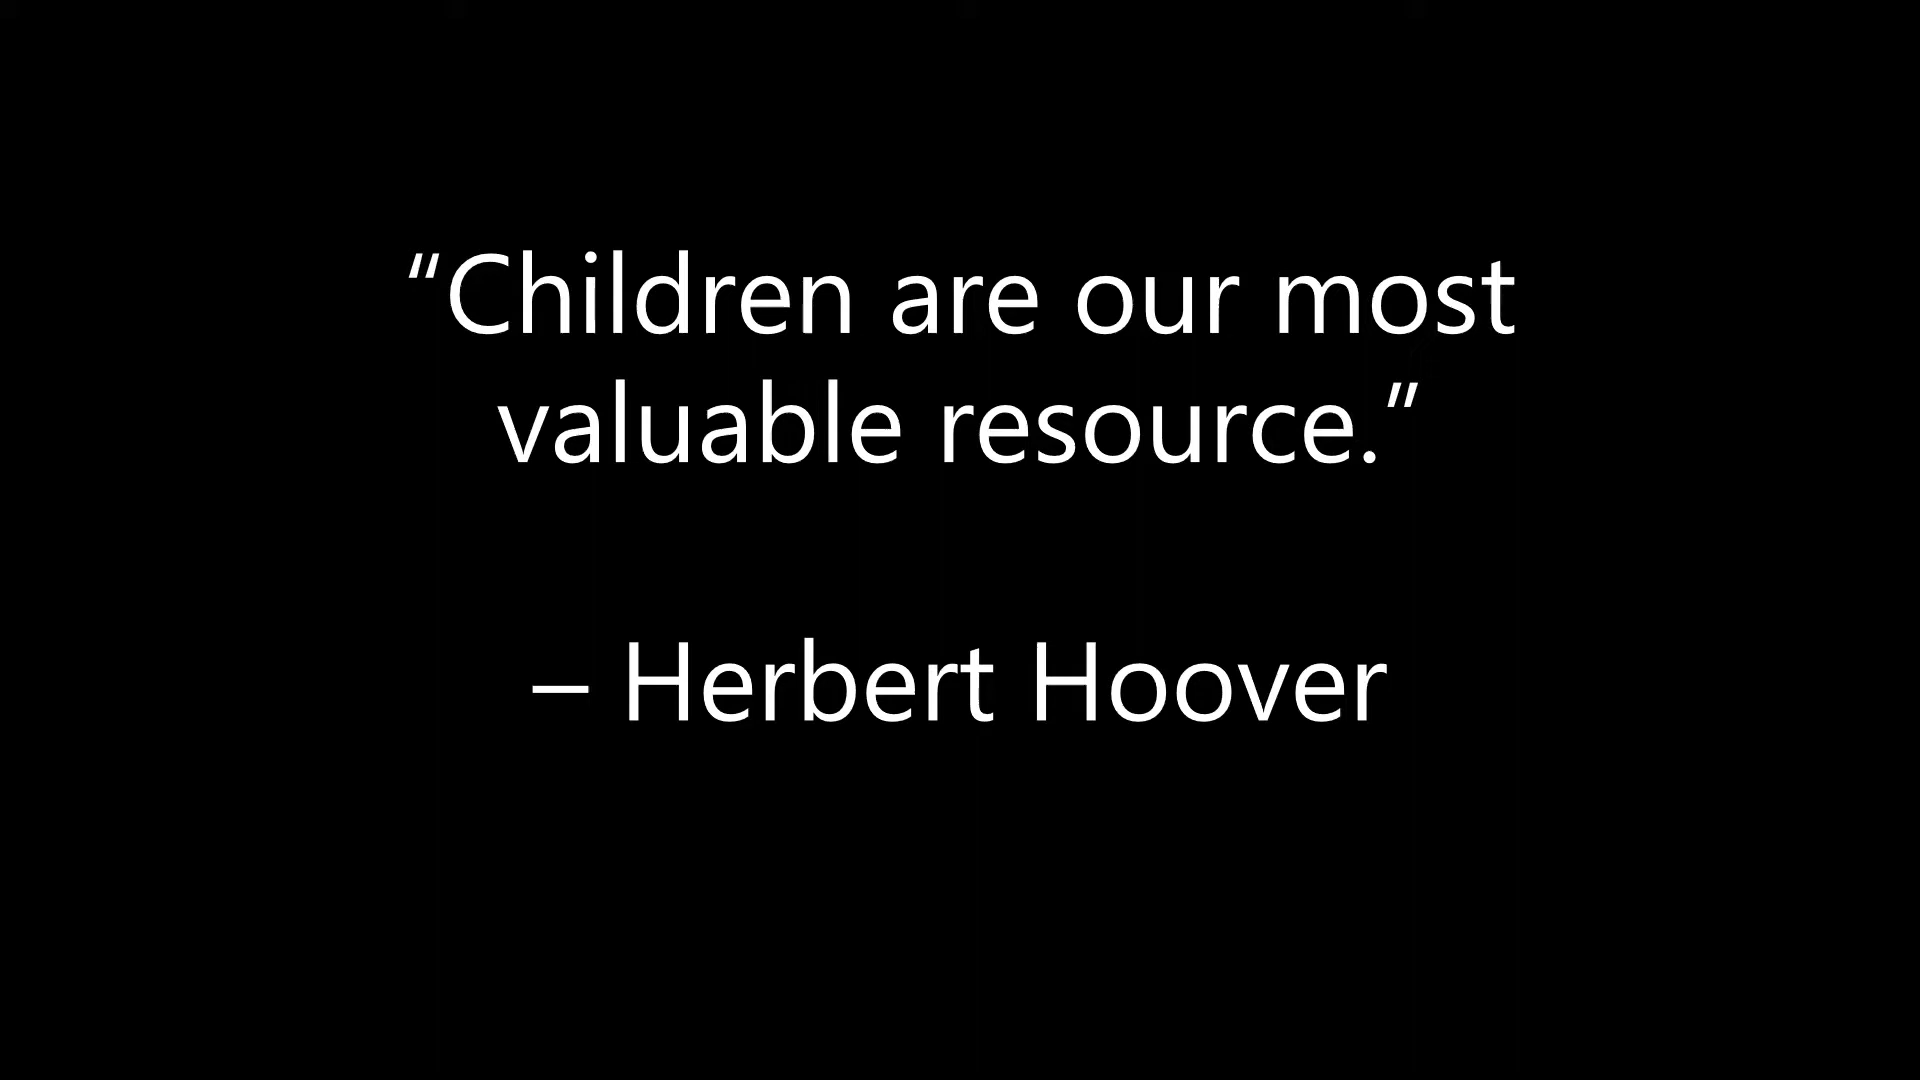 “Children are our most
valuable resource.”
– Herbert Hoover